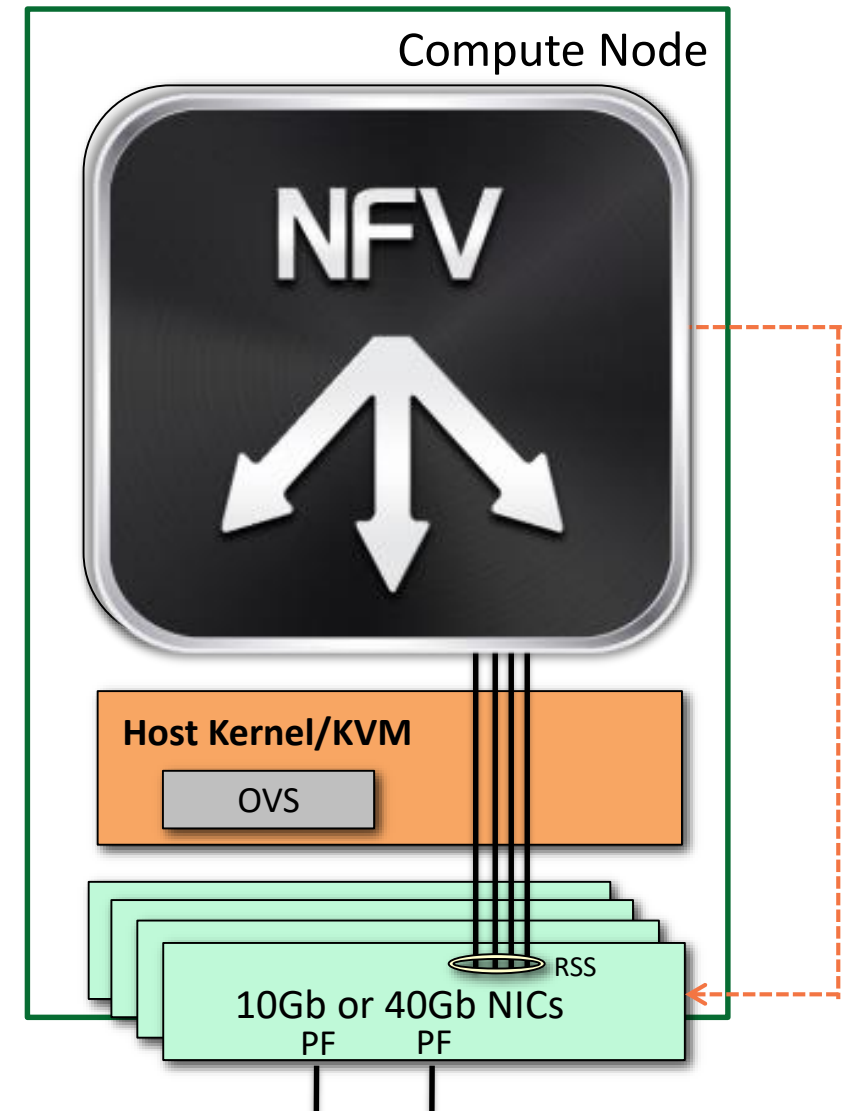 Compute Node
NFV
Host Kernel/KVM
OVS
RSS
10Gb or 40Gb NICs
PF PF